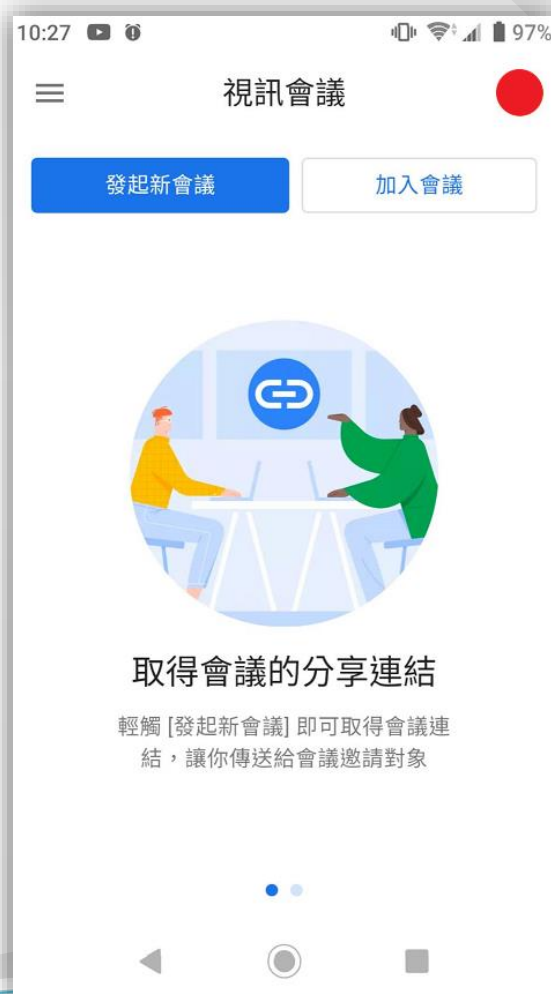 10:27 97%
視訊會議
發起新會議 加入會議
取得會議的分享連結
輕觸 [發起新會議] 即可取得會議連
結，讓你傳送給會議邀請對象